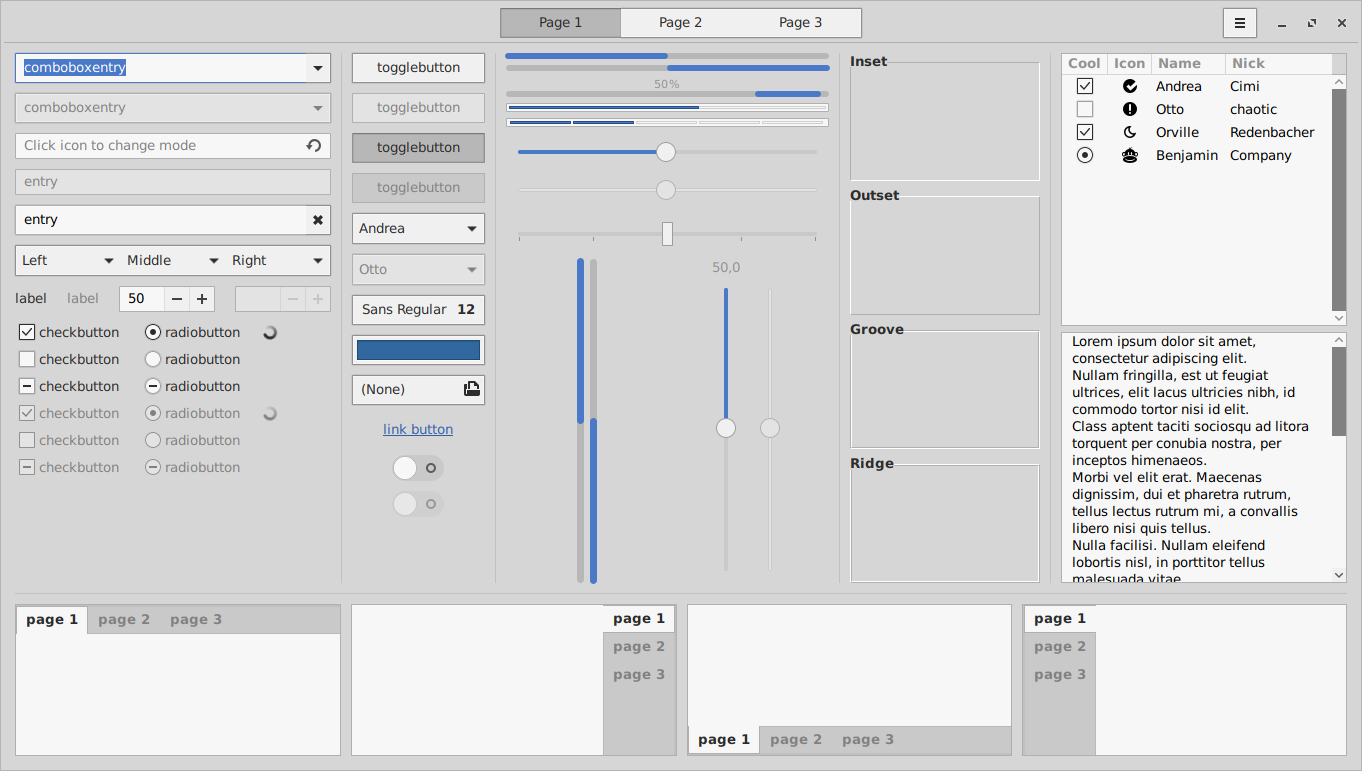 Page 1 Page 2 Page 3
comboboxentry
comboboxentry
Click icon to change mode
entry
entry
Left Middle Right
label label 50
checkbutton radiobutton
checkbutton radiobutton
checkbutton radiobutton
checkbutton radiobutton
checkbutton radiobutton
checkbutton radiobutton
togglebutton
togglebutton
togglebutton
togglebutton
Andrea
Otto
Sans Regular 12
(None)
link button
50%
50,0
Inset
Outset
Groove
Ridge
Cool Icon Name Nick
Andrea Cimi
Otto chaotic
Orville Redenbacher
Benjamin Company
Lorem ipsum dolor sit amet,
consectetur adipiscing elit.
Nullam fringilla, est ut feugiat
ultrices, elit lacus ultricies nibh, id
commodo tortor nisi id elit.
Class aptent taciti sociosqu ad litora
torquent per conubia nostra, per
inceptos himenaeos.
Morbi vel elit erat. Maecenas
dignissim, dui et pharetra rutrum,
tellus lectus rutrum mi, a convallis
libero nisi quis tellus.
Nulla facilisi. Nullam eleifend
lobortis nisl, in porttitor tellus
malesuada vitae.
page 1 page 2 page 3
page 1
page 2
page 3
page 1 page 2 page 3
page 1
page 2
page 3